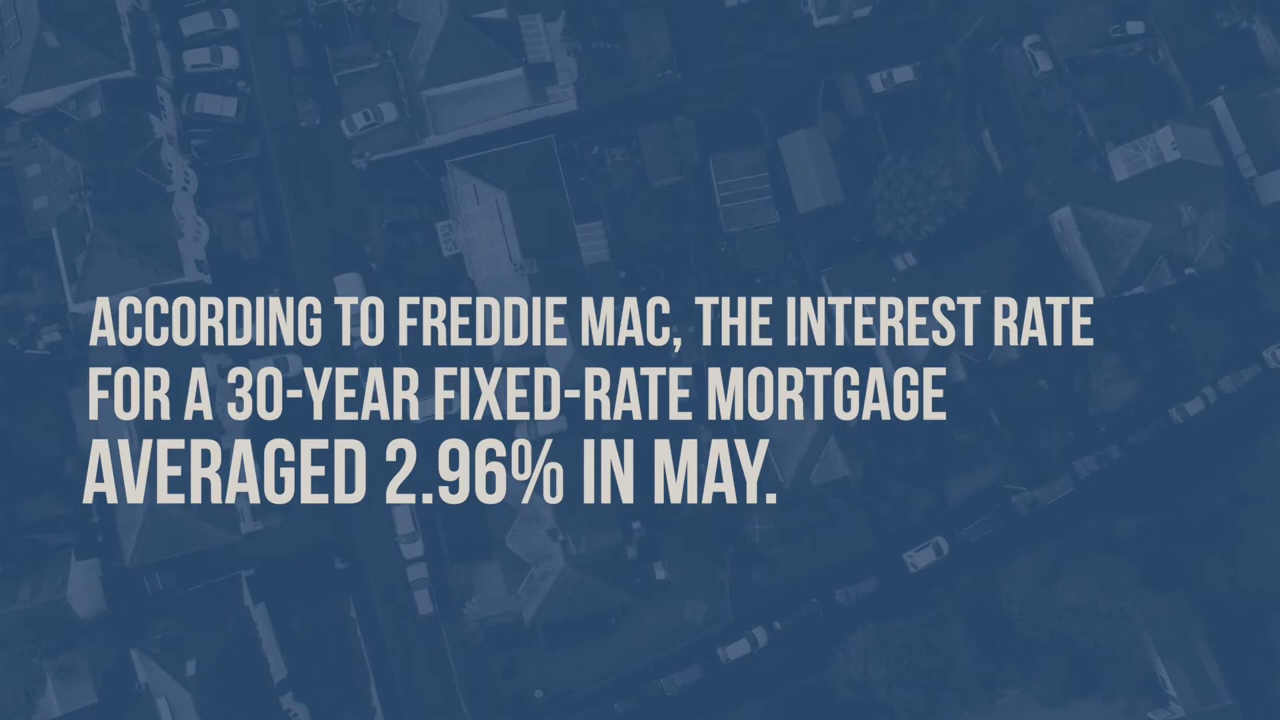 ACCORDING TO FREDDIE MAC, THE INTEREST RATE
FOR A 30-YEAR FIXED-RATE MORTGAGE
AVERAGED 2.96% IN MAY.